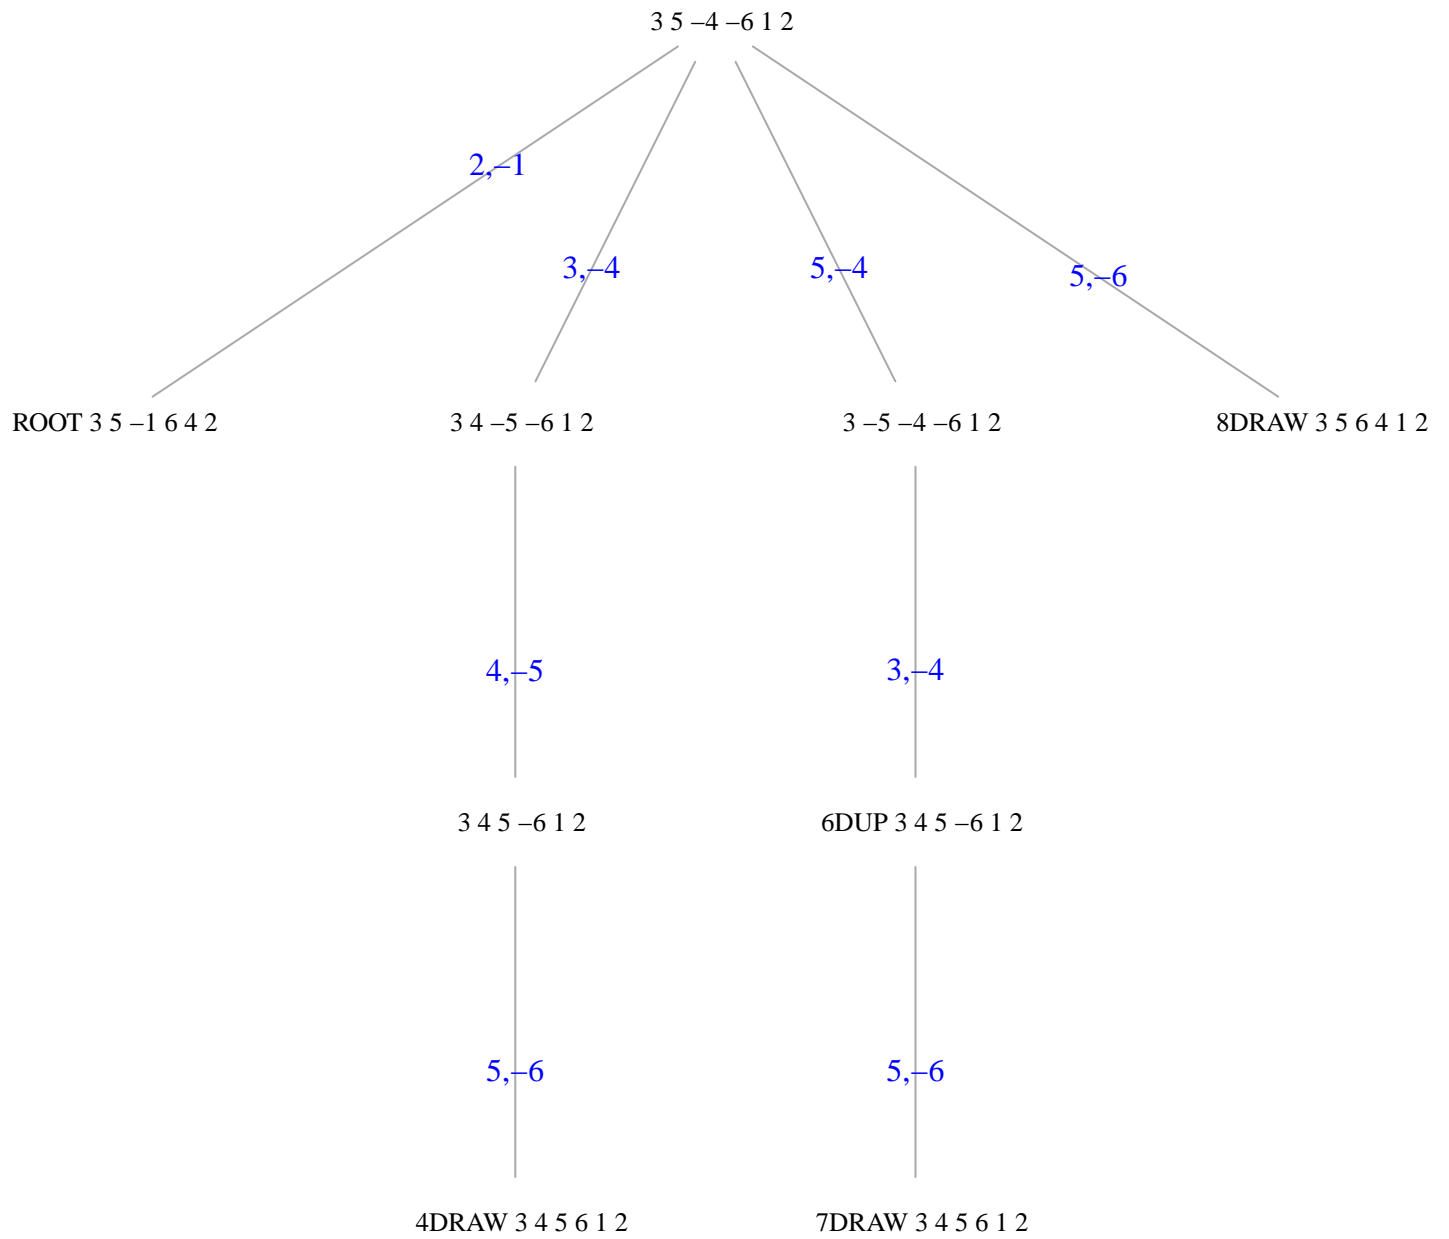 3 5 –4 –6 1 2
2,–1
3,–4
5,–4
5,–6
ROOT 3 5 –1 6 4 2
3 4 –5 –6 1 2
3 –5 –4 –6 1 2
8DRAW 3 5 6 4 1 2
4,–5
3,–4
3 4 5 –6 1 2
6DUP 3 4 5 –6 1 2
5,–6
5,–6
4DRAW 3 4 5 6 1 2
7DRAW 3 4 5 6 1 2